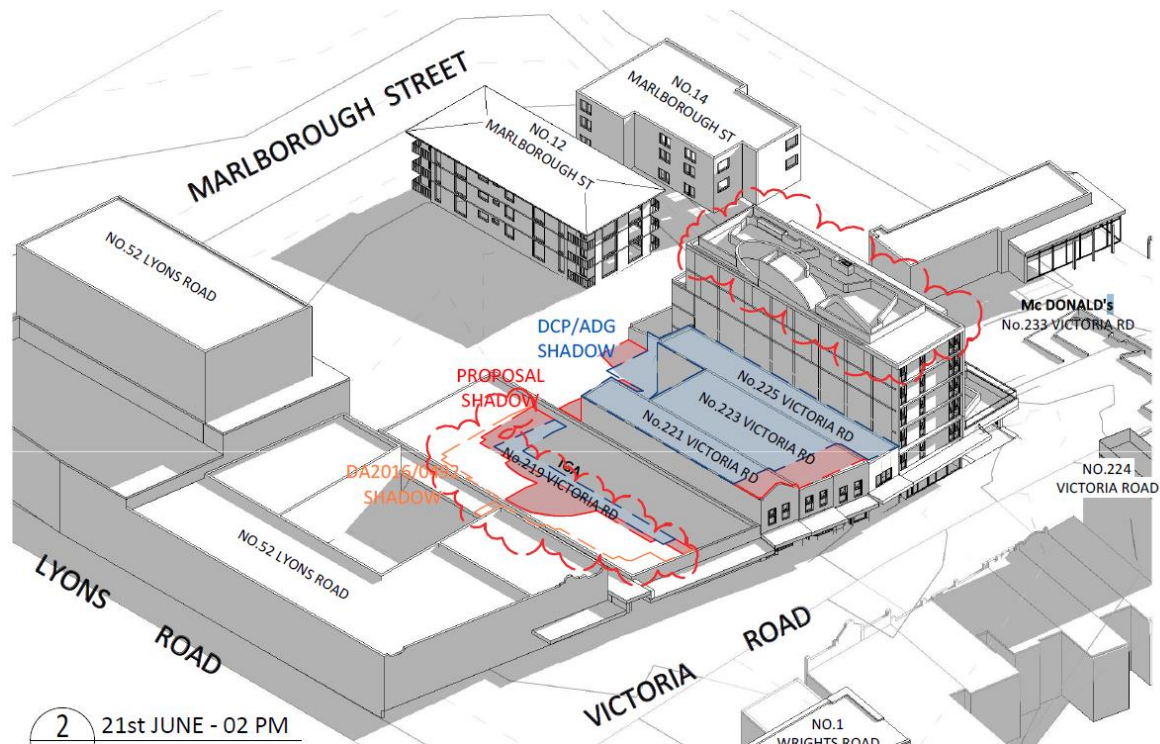 MARLBOROUGH STREET
NO.14
MARLBOROUGH ST
NO.12
MARLBOROUGH ST
NO.52 LYONS ROAD
Mc DONALD's
No.233 VICTORIA RD
DCP/ADG
SHADOW
PROPOSAL
SHADOW
No.225 VICTORIA RD
No.223 VICTORIA RD
No.221 VICTORIA RD
IGA
No.219 VICTORIA RD
SHADOW
NO.224
VICTORIA ROAD
NO.52 LYONS ROAD
LYONS
ROAD
VICTORIA ROAD
2
21st JUNE - 02 PM
NO.1
WRIGHTS ROAD